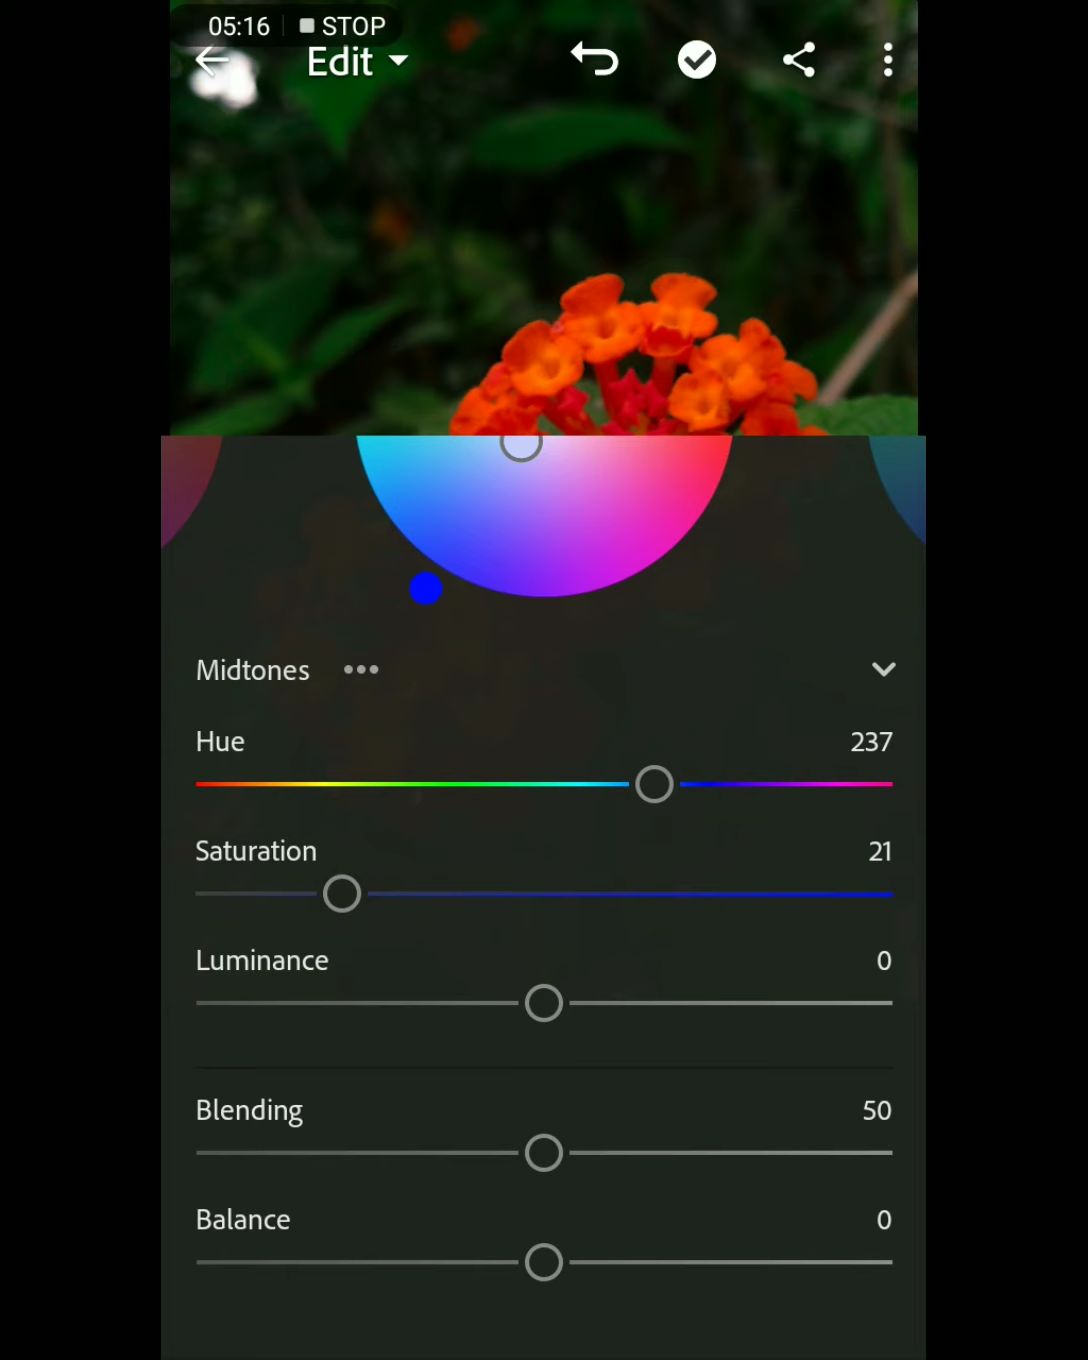 05:16 STOP
Edit
Midtones
Hue 237
Saturation 21
Luminance 0
Blending 50
Balance 0